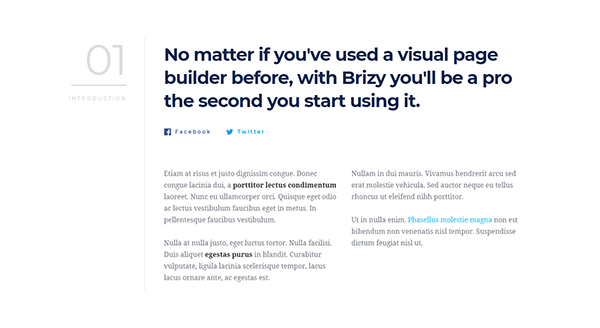 01
INTRODUCTION
No matter if you've used a visual page
builder before, with Brizy you'll be a pro
the second you start using it.
Facebook
Twitter
Etiam at risus et justo dignissim congue. Donec
congue lacinia dui, a porttitor lectus condimentum
laoreet. Nunc eu ullamcorper orci. Quisque eget odio
ac lectus vestibulum faucibus eget in metus. In
pellentesque faucibus vestibulum.
Nulla at nulla justo, eget luctus tortor. Nulla facilisi.
Duis aliquet egestas purus in blandit. Curabitur
vulputate, ligula lacinia scelerisque tempor, lacus
lacus ornare ante, ac egestas est.
Nullam in dui mauris. Vivamus hendrerit arcu sed
erat molestie vehicula. Sed auctor neque eu tellus
rhoncus ut eleifend nibh porttitor.
Ut in nulla enim. Phasellus molestie magna non est
bibendum non venenatis nisl tempor. Suspendisse
dictum feugiat nisl ut.